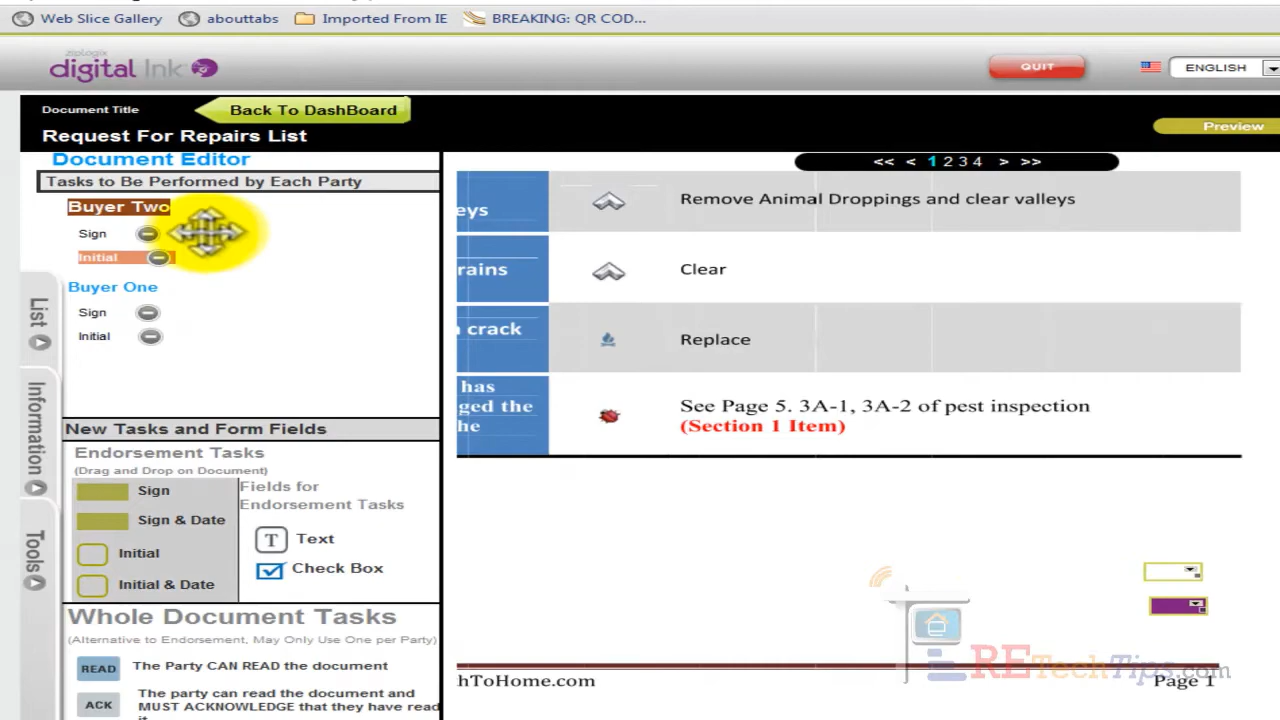 Web Slice Gallery abouttabs Imported From IE BREAKING: QR COD...
ziplogix
digital Ink
QUIT
ENGLISH
Document Title
Back To DashBoard
Request For Repairs List
Preview
Document Editor
<< < 1 2 3 4 > >>
Tasks to Be Performed by Each Party
Buyer Two
Sign
Initial
Buyer One
Sign
Initial
List
Information
Tools
New Tasks and Form Fields
Endorsement Tasks
(Drag and Drop on Document)
Sign
Sign & Date
Initial
Initial & Date
Fields for
Endorsement Tasks
T Text
Check Box
Whole Document Tasks
(Alternative to Endorsement, May Only Use One per Party)
READ The Party CAN READ the document
ACK The party can read the document and
MUST ACKNOWLEDGE that they have read
it
eys
Remove Animal Droppings and clear valleys
rains
Clear
crack
Replace
has
ged the
he
See Page 5. 3A-1, 3A-2 of pest inspection
(Section 1 Item)
RETechTips.com
hToHome.com
Page 1